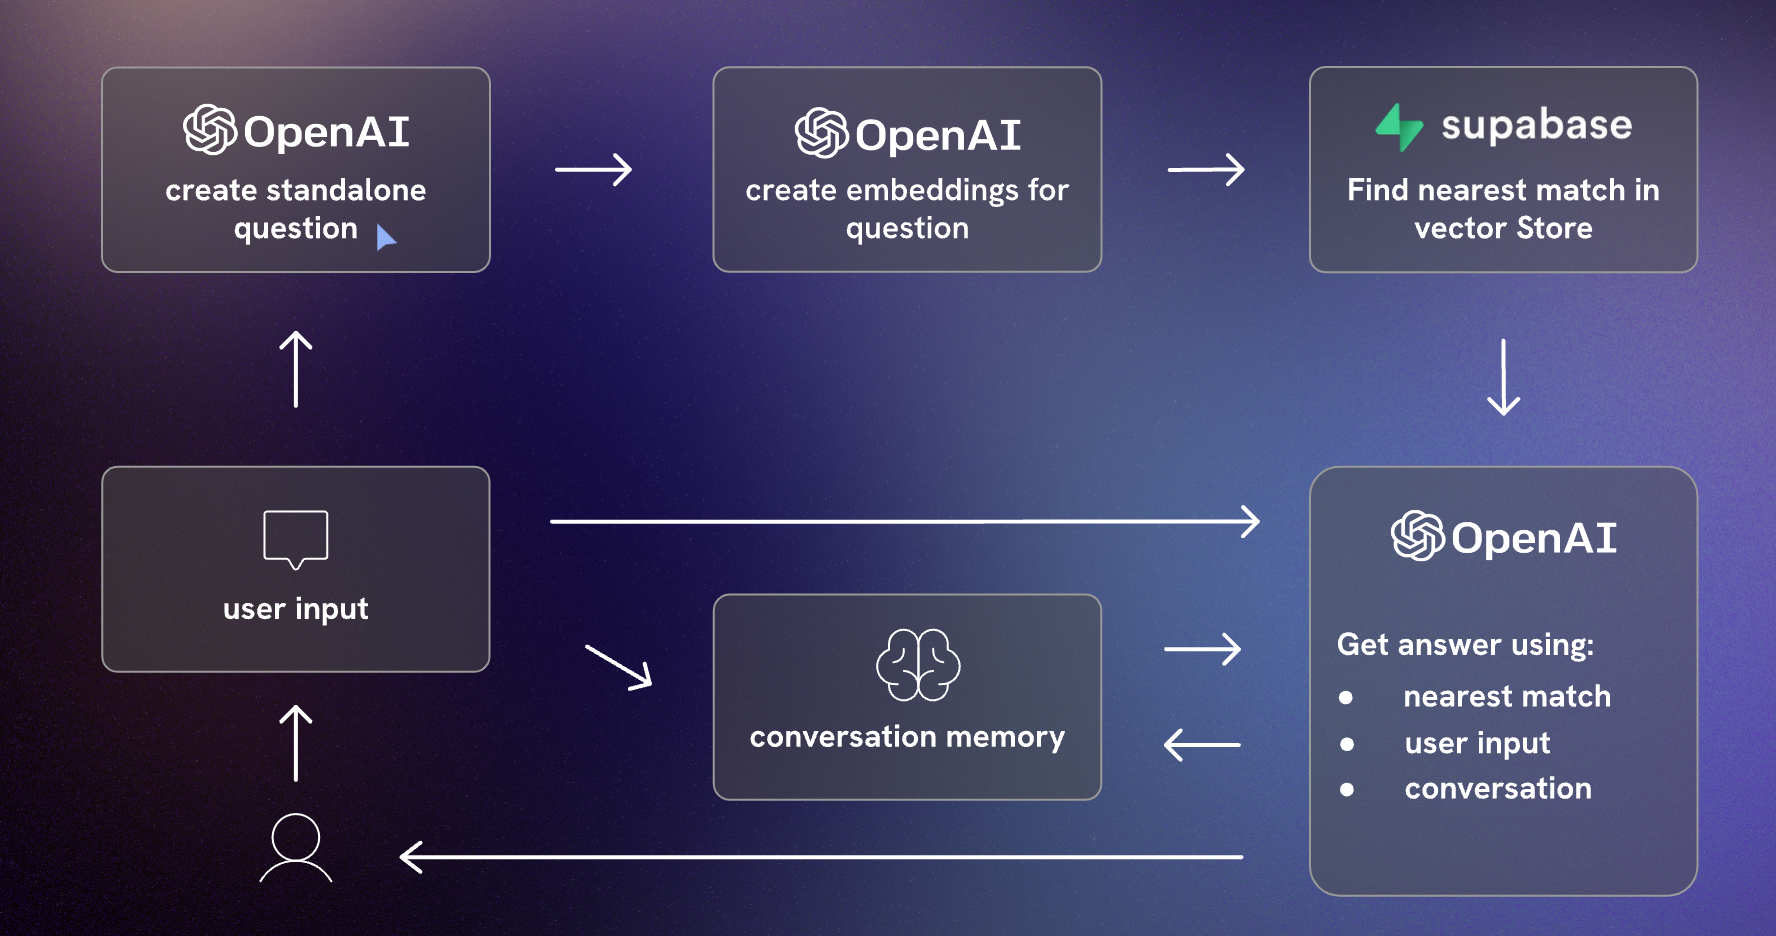 OpenAI
create standalone
question
OpenAI
create embeddings for
question
supabase
Find nearest match in
vector Store
user input
conversation memory
OpenAI
Get answer using:
● nearest match
● user input
● conversation